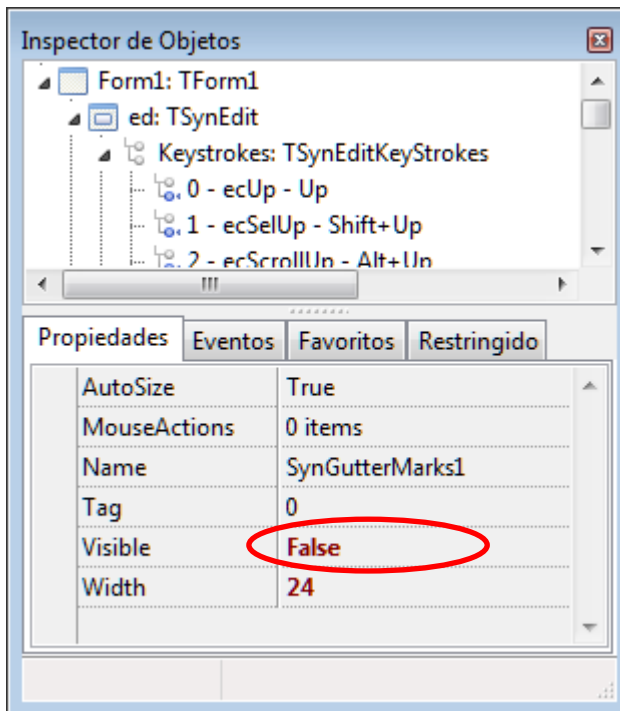 Inspector de Objetos
Form1: TForm1
ed: TSynEdit
Keystrokes: TSynEditKeyStrokes
0 - ecUp - Up
1 - ecSelUp - Shift+Up
2 - ecScrollUp - Alt+Up
Propiedades Eventos Favoritos Restringido
AutoSize True
MouseActions 0 items
Name SynGutterMarks1
Tag 0
Visible False
Width 24